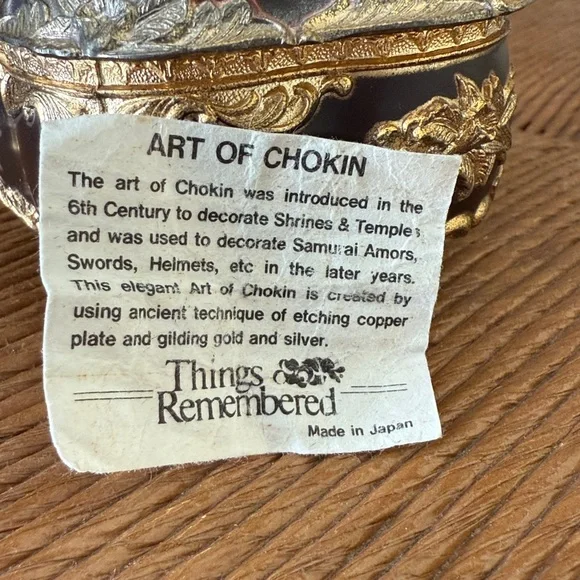 ART OF CHOKIN
The art of Chokin was introduced in the
6th Century to decorate Shrines & Temples
and was used to decorate Samurai Amors,
Swords, Helmets, etc in the later years.
This elegant Art of Chokin is created by
using ancient technique of etching copper
plate and gilding gold and silver.
Things
Remembered
Made in Japan